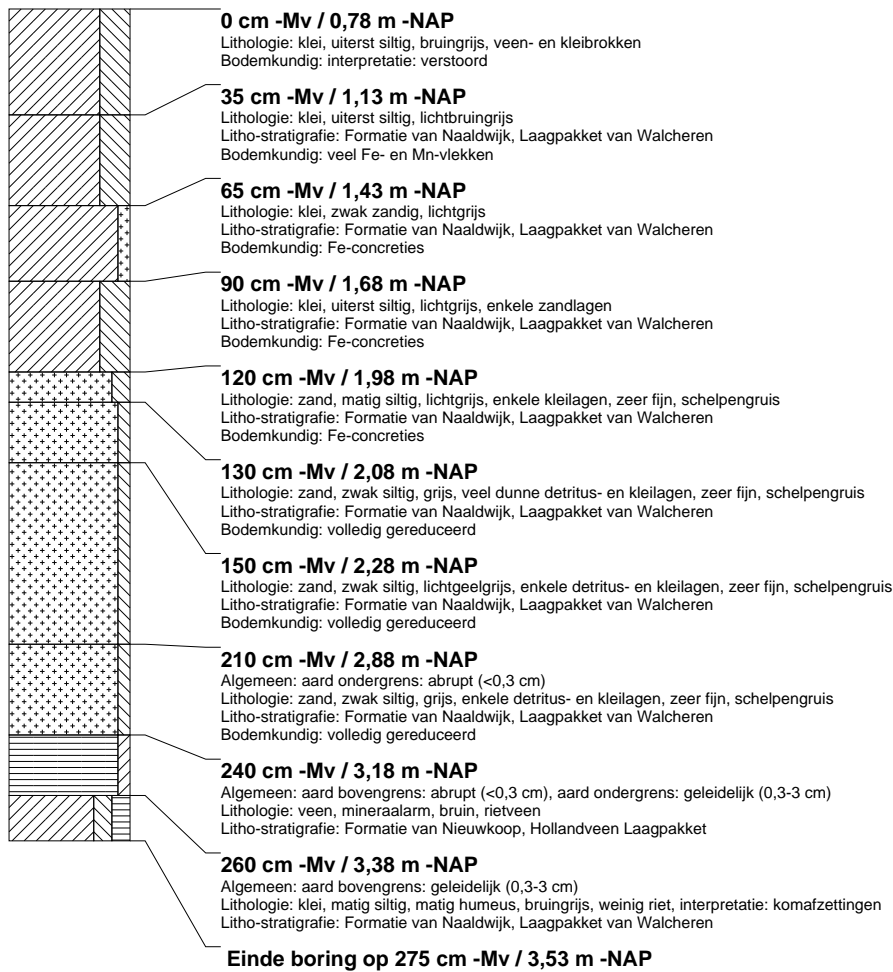 0 cm -Mv / 0,78 m -NAP
Lithologie: klei, uiterst siltig, bruingrijs, veen- en kleibrokken
Bodemkundig: interpretatie: verstoord
35 cm -Mv / 1,13 m -NAP
Lithologie: klei, uiterst siltig, lichtbruingrijs
Litho-stratigrafie: Formatie van Naaldwijk, Laagpakket van Walcheren
Bodemkundig: veel Fe- en Mn-vlekken
65 cm -Mv / 1,43 m -NAP
Lithologie: klei, zwak zandig, lichtgrijs
Litho-stratigrafie: Formatie van Naaldwijk, Laagpakket van Walcheren
Bodemkundig: Fe-concreties
90 cm -Mv / 1,68 m -NAP
Lithologie: klei, uiterst siltig, lichtgrijs, enkele zandlagen
Litho-stratigrafie: Formatie van Naaldwijk, Laagpakket van Walcheren
Bodemkundig: Fe-concreties
120 cm -Mv / 1,98 m -NAP
Lithologie: zand, matig siltig, lichtgrijs, enkele kleilagen, zeer fijn, schelpengruis
Litho-stratigrafie: Formatie van Naaldwijk, Laagpakket van Walcheren
Bodemkundig: Fe-concreties
130 cm -Mv / 2,08 m -NAP
Lithologie: zand, zwak siltig, grijs, veel dunne detritus- en kleilagen, zeer fijn, schelpengruis
Litho-stratigrafie: Formatie van Naaldwijk, Laagpakket van Walcheren
Bodemkundig: volledig gereduceerd
150 cm -Mv / 2,28 m -NAP
Lithologie: zand, zwak siltig, lichtgeelgrijs, enkele detritus- en kleilagen, zeer fijn, schelpengruis
Litho-stratigrafie: Formatie van Naaldwijk, Laagpakket van Walcheren
Bodemkundig: volledig gereduceerd
210 cm -Mv / 2,88 m -NAP
Algemeen: aard ondergrens: abrupt (<0,3 cm)
Lithologie: zand, zwak siltig, grijs, enkele detritus- en kleilagen, zeer fijn, schelpengruis
Litho-stratigrafie: Formatie van Naaldwijk, Laagpakket van Walcheren
Bodemkundig: volledig gereduceerd
240 cm -Mv / 3,18 m -NAP
Algemeen: aard bovengrens: abrupt (<0,3 cm), aard ondergrens: geleidelijk (0,3-3 cm)
Lithologie: veen, mineraalarm, bruin, rietveen
Litho-stratigrafie: Formatie van Nieuwkoop, Hollandveen Laagpakket
260 cm -Mv / 3,38 m -NAP
Algemeen: aard bovengrens: geleidelijk (0,3-3 cm)
Lithologie: klei, matig siltig, matig humeus, bruingrijs, weinig riet, interpretatie: komafzettingen
Litho-stratigrafie: Formatie van Naaldwijk, Laagpakket van Walcheren
Einde boring op 275 cm -Mv / 3,53 m -NAP